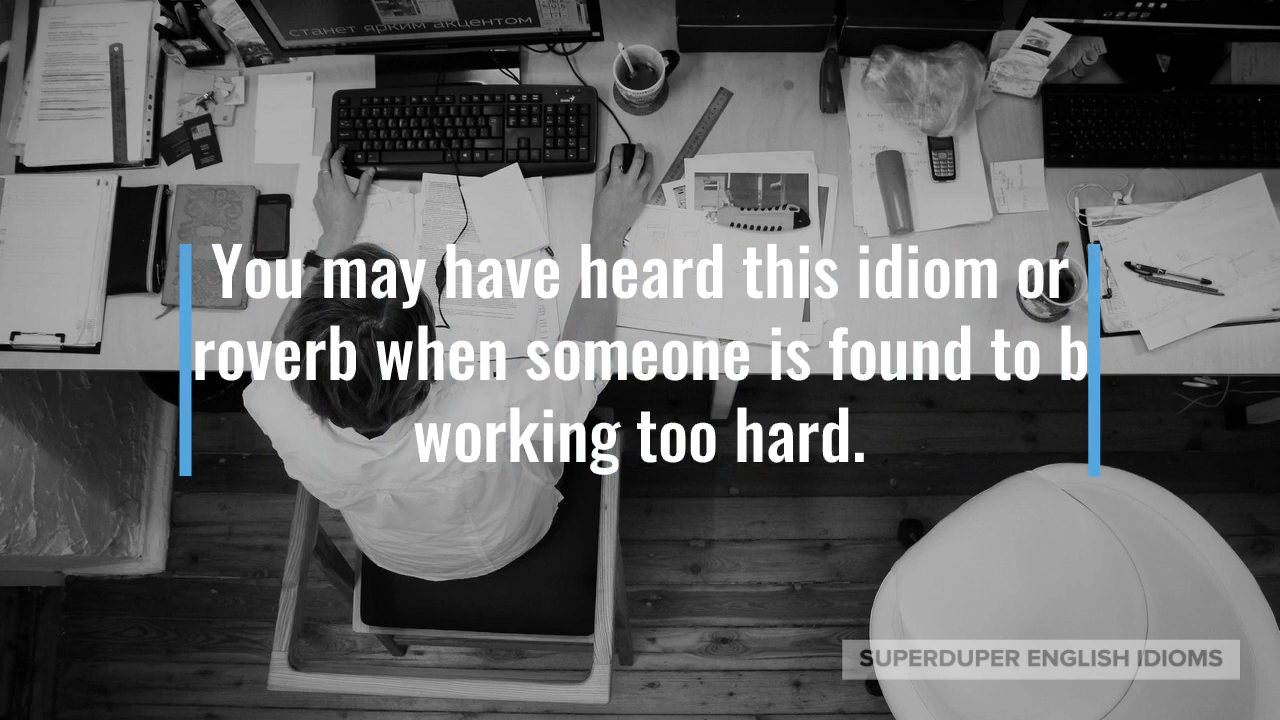 станет ярким акцентом
You may have heard this idiom or
roverb when someone is found to b
working too hard.
SUPERDUPER ENGLISH IDIOMS